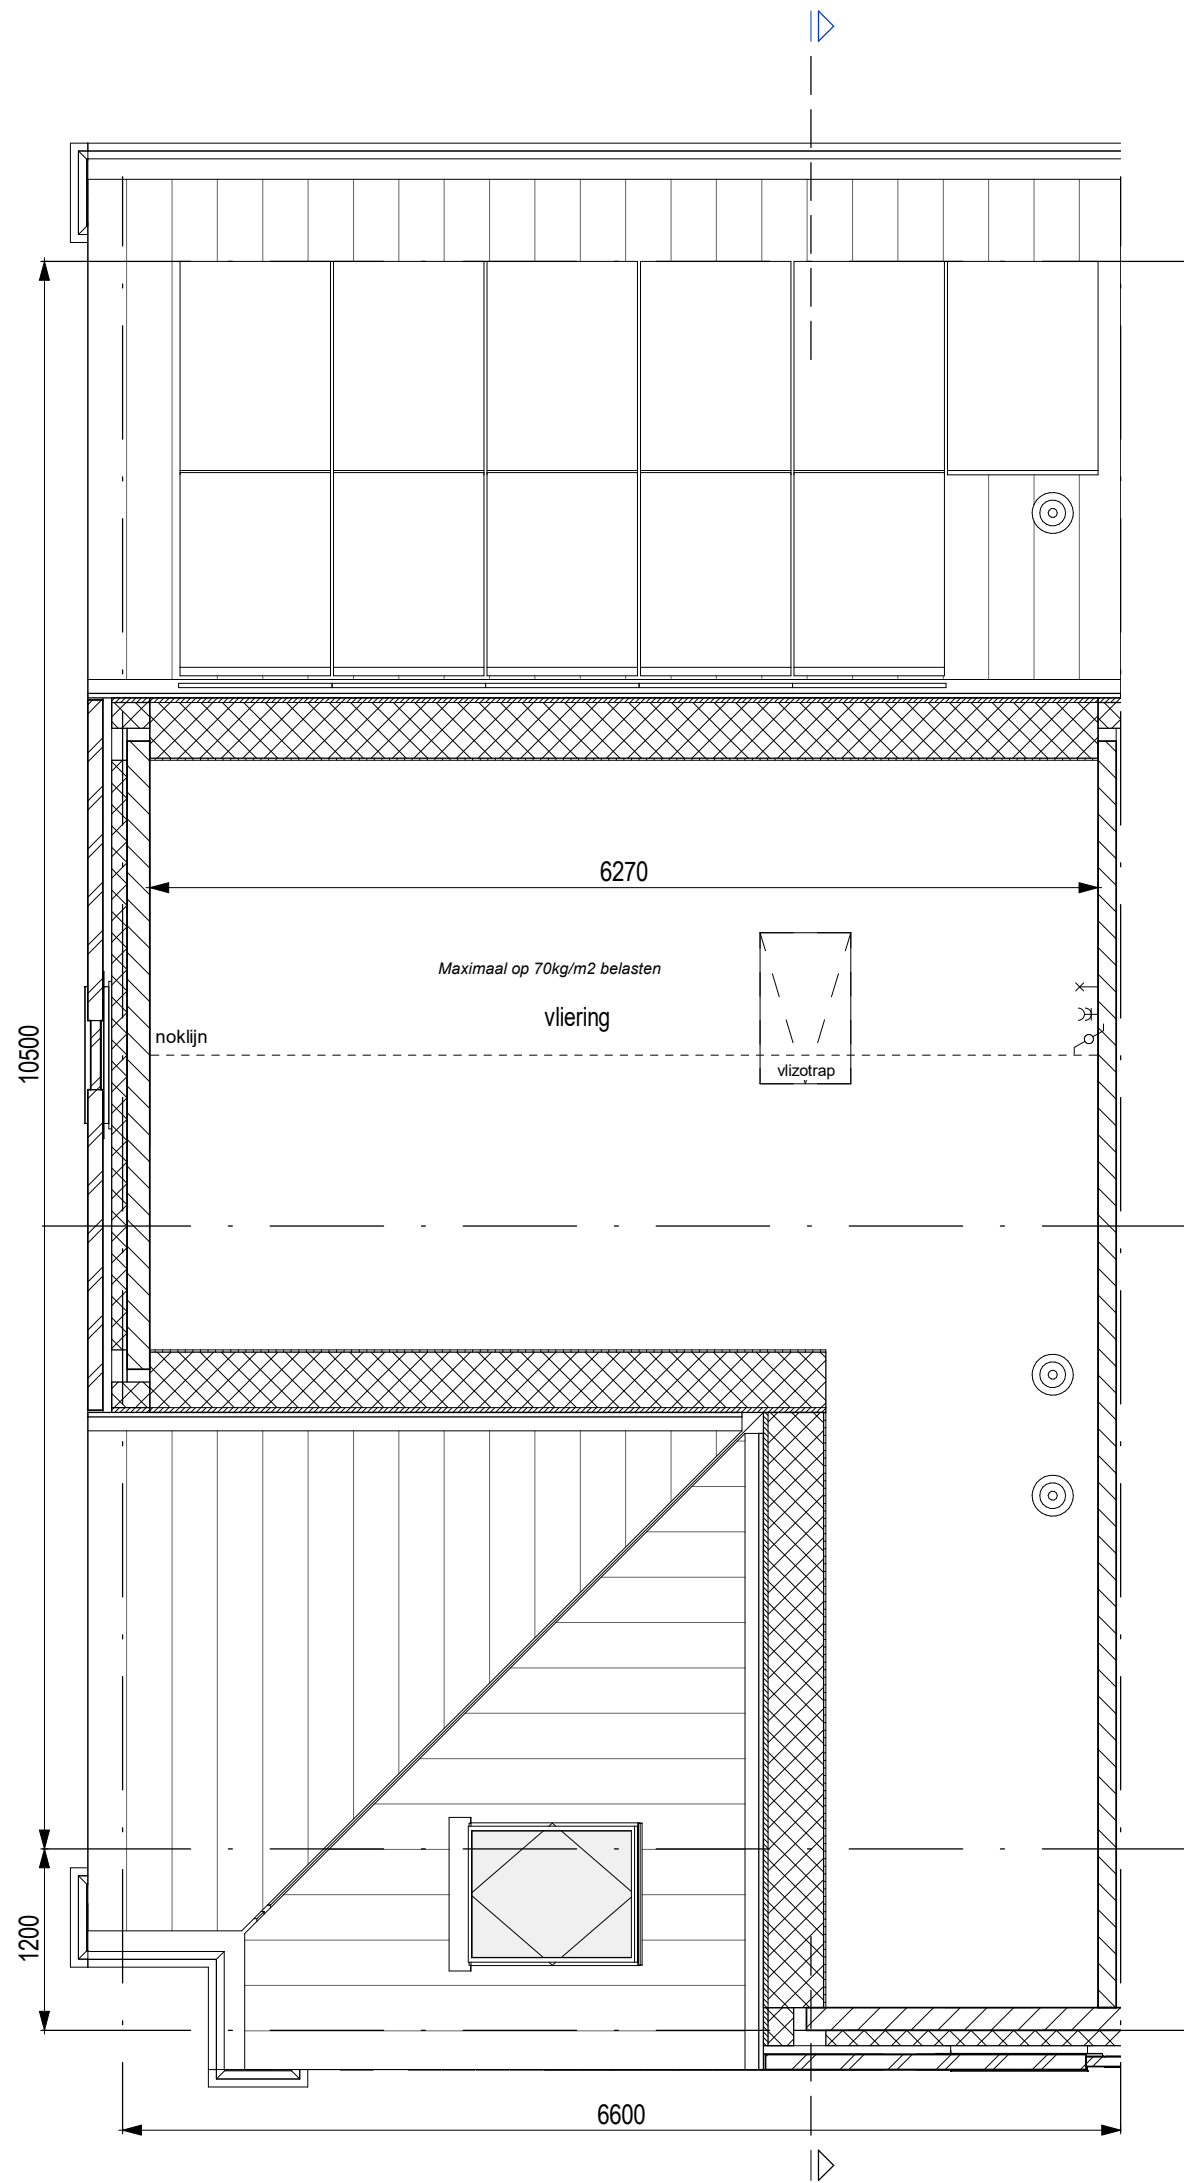 6270
Maximaal op 70kg/m2 belasten
vliering
noklijn
vlizotrap
10500
1200
6600